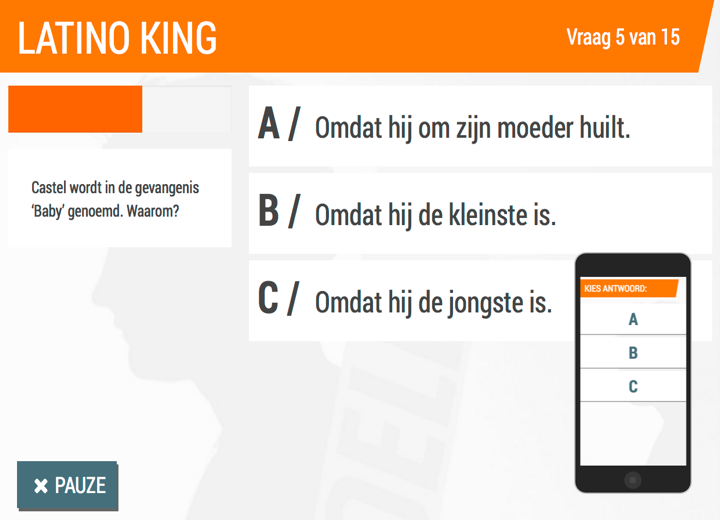 LATINO KING
Vraag 5 van 15
Castel wordt in de gevangenis
‘Baby’ genoemd. Waarom?
A / Omdat hij om zijn moeder huilt.
B / Omdat hij de kleinste is.
C / Omdat hij de jongste is.
KIES ANTWOORD:
A
B
C
PAUZE